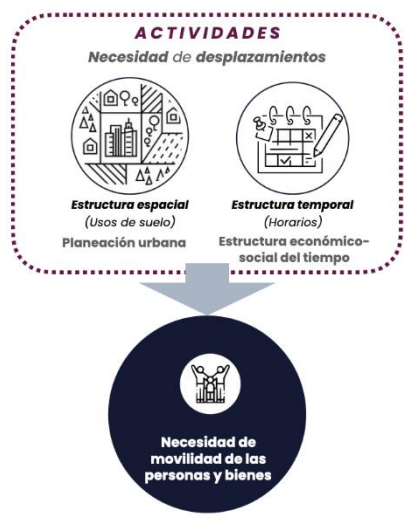 ACTIVIDADES
Necesidad de desplazamientos
Estructura espacial
(Usos de suelo)
Planeación urbana
Estructura temporal
(Horarios)
Estructura económico-
social del tiempo
Necesidad de
movilidad de las
personas y bienes